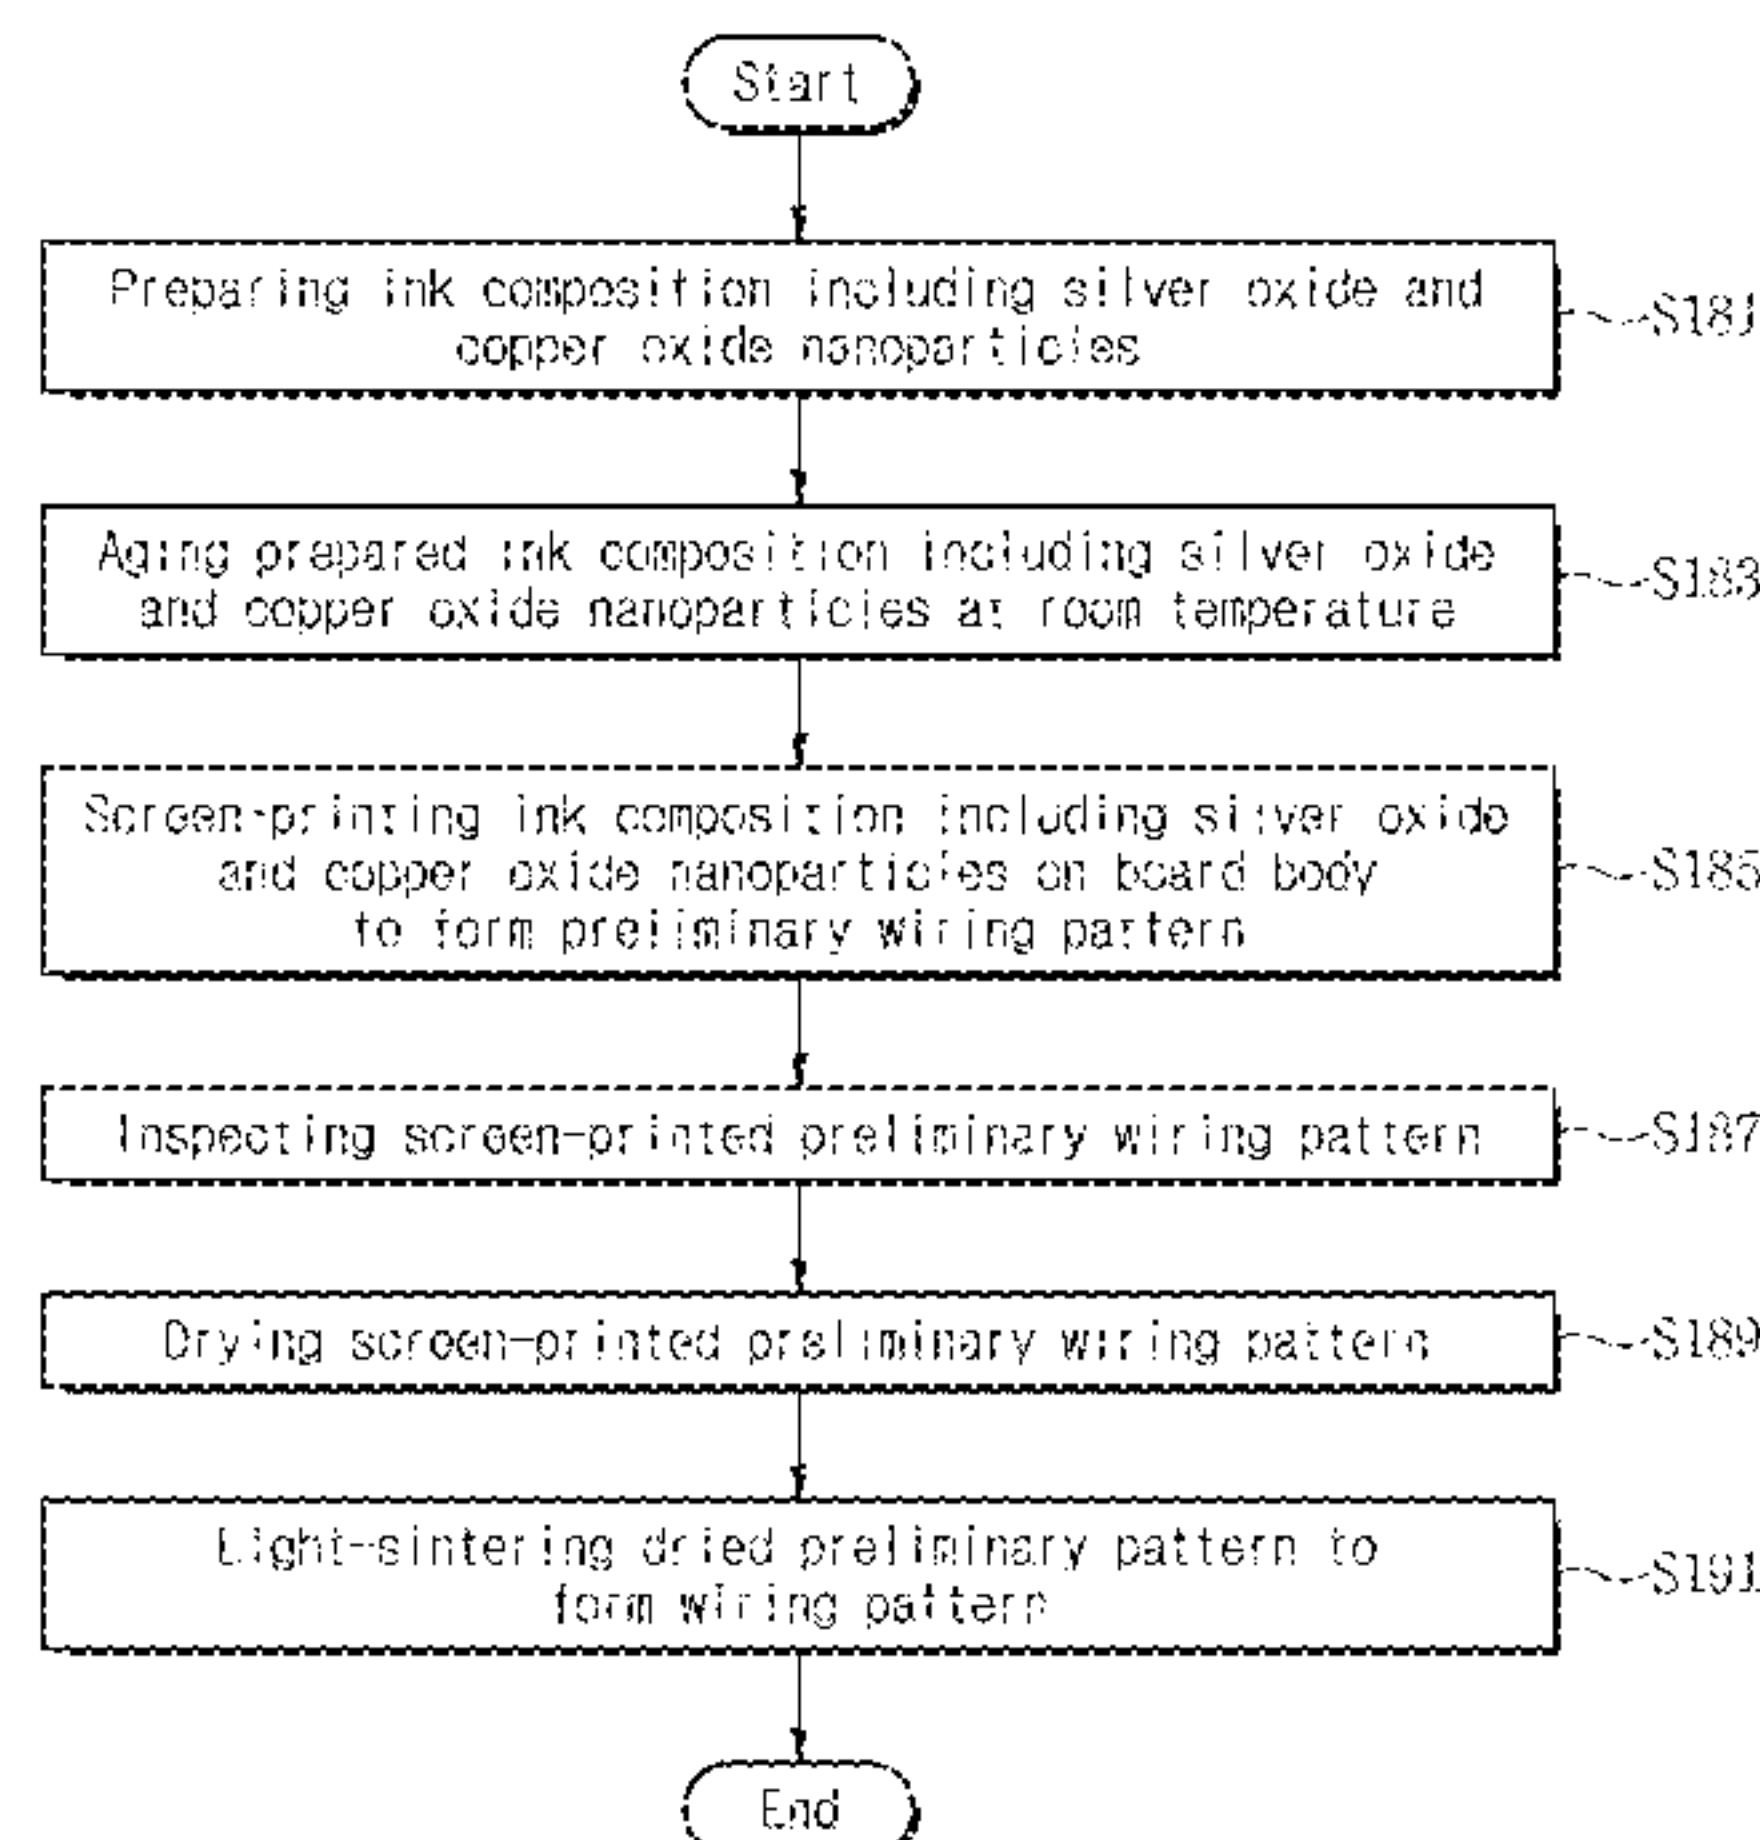 Start
Preparing ink composition including silver oxide and
copper oxide nanoparticles
S181
Aging prepared ink composition including silver oxide
and copper oxide nanoparticles at room temperature
S183
Screen-printing ink composition including silver oxide
and copper oxide nanoparticles on board body
to form preliminary wiring pattern
S185
Inspecting screen-printed preliminary wiring pattern
S187
Drying screen-printed preliminary wiring pattern
S189
Light-sintering dried preliminary pattern to
form wiring pattern
S191
End